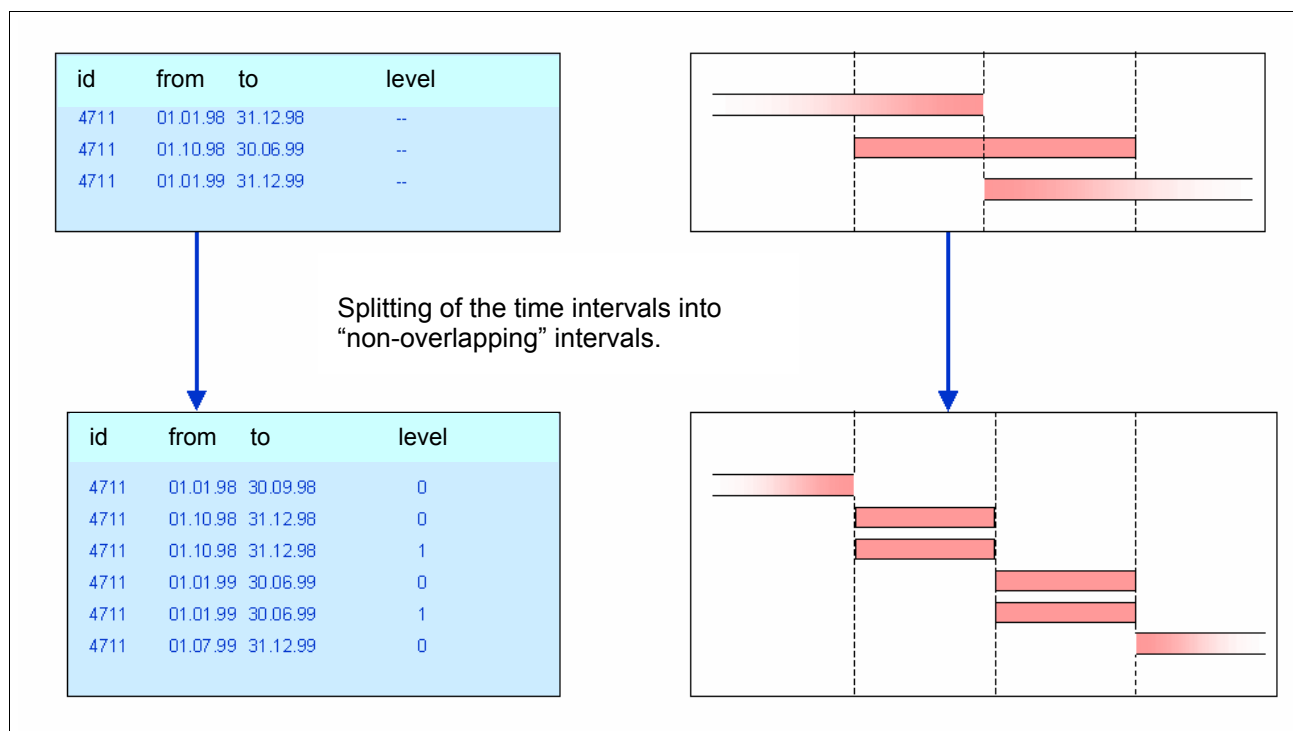 id from to level
4711 01.01.98 31.12.98 --
4711 01.10.98 30.06.99 --
4711 01.01.99 31.12.99 --
Splitting of the time intervals into
“non-overlapping” intervals.
id from to level
4711 01.01.98 30.09.98 0
4711 01.10.98 31.12.98 0
4711 01.10.98 31.12.98 1
4711 01.01.99 30.06.99 0
4711 01.01.99 30.06.99 1
4711 01.07.99 31.12.99 0